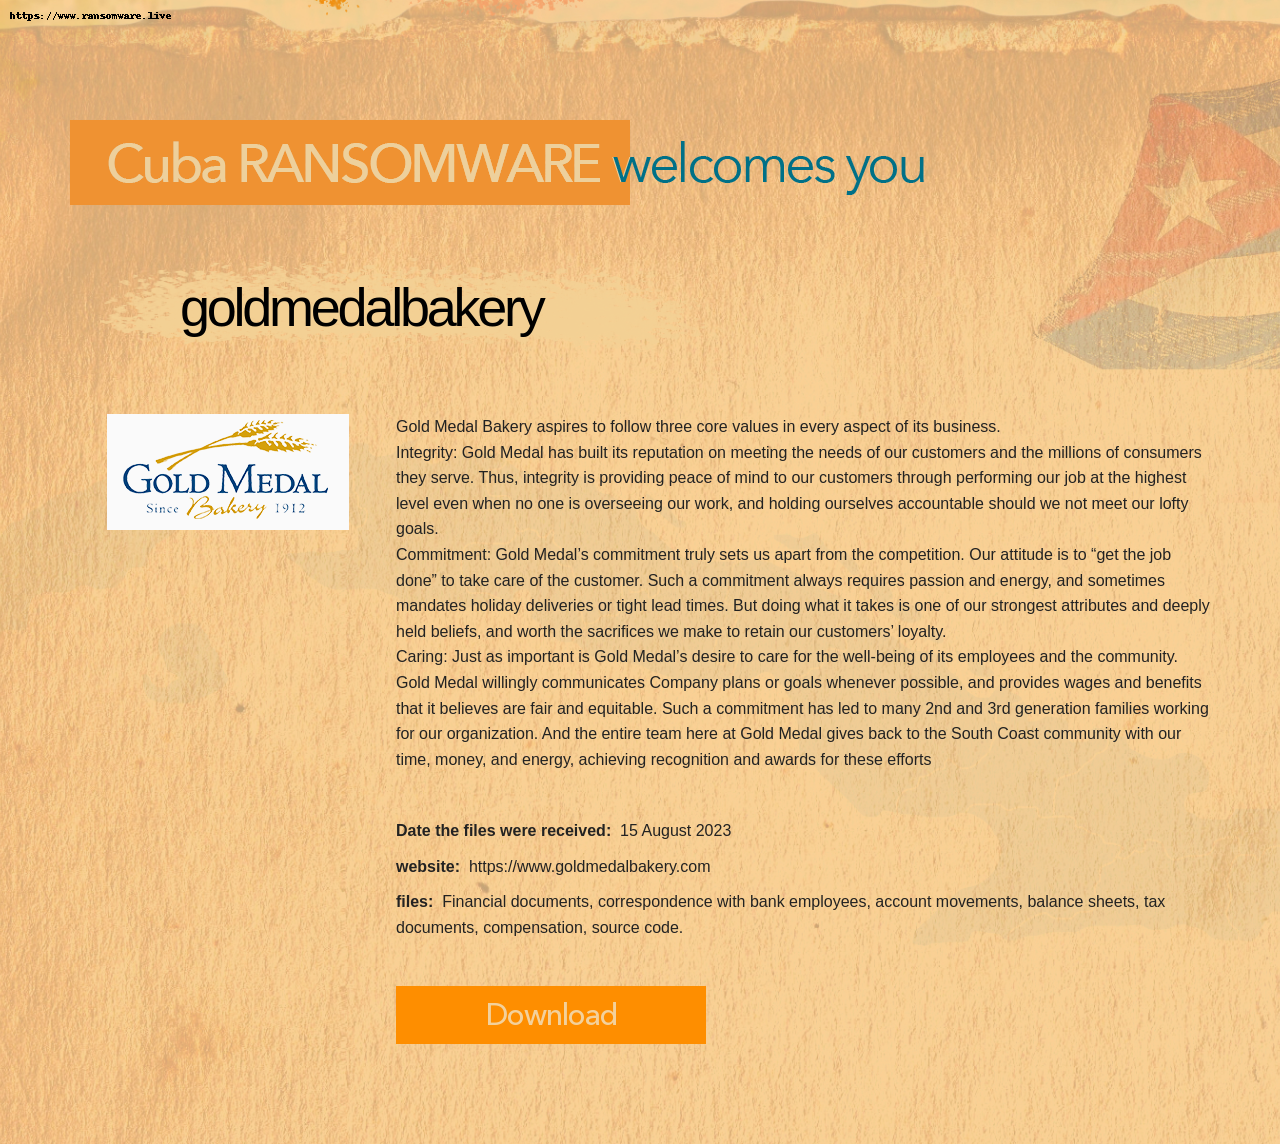 https://www.ransomware.live
Cuba RANSOMWARE welcomes you
goldmedalbakery
GOLD MEDAL
Since Bakery 1912
Gold Medal Bakery aspires to follow three core values in every aspect of its business.
Integrity: Gold Medal has built its reputation on meeting the needs of our customers and the millions of consumers
they serve. Thus, integrity is providing peace of mind to our customers through performing our job at the highest
level even when no one is overseeing our work, and holding ourselves accountable should we not meet our lofty
goals.
Commitment: Gold Medal’s commitment truly sets us apart from the competition. Our attitude is to “get the job
done” to take care of the customer. Such a commitment always requires passion and energy, and sometimes
mandates holiday deliveries or tight lead times. But doing what it takes is one of our strongest attributes and deeply
held beliefs, and worth the sacrifices we make to retain our customers’ loyalty.
Caring: Just as important is Gold Medal’s desire to care for the well-being of its employees and the community.
Gold Medal willingly communicates Company plans or goals whenever possible, and provides wages and benefits
that it believes are fair and equitable. Such a commitment has led to many 2nd and 3rd generation families working
for our organization. And the entire team here at Gold Medal gives back to the South Coast community with our
time, money, and energy, achieving recognition and awards for these efforts
Date the files were received: 15 August 2023
website: https://www.goldmedalbakery.com
files: Financial documents, correspondence with bank employees, account movements, balance sheets, tax
documents, compensation, source code.
Download